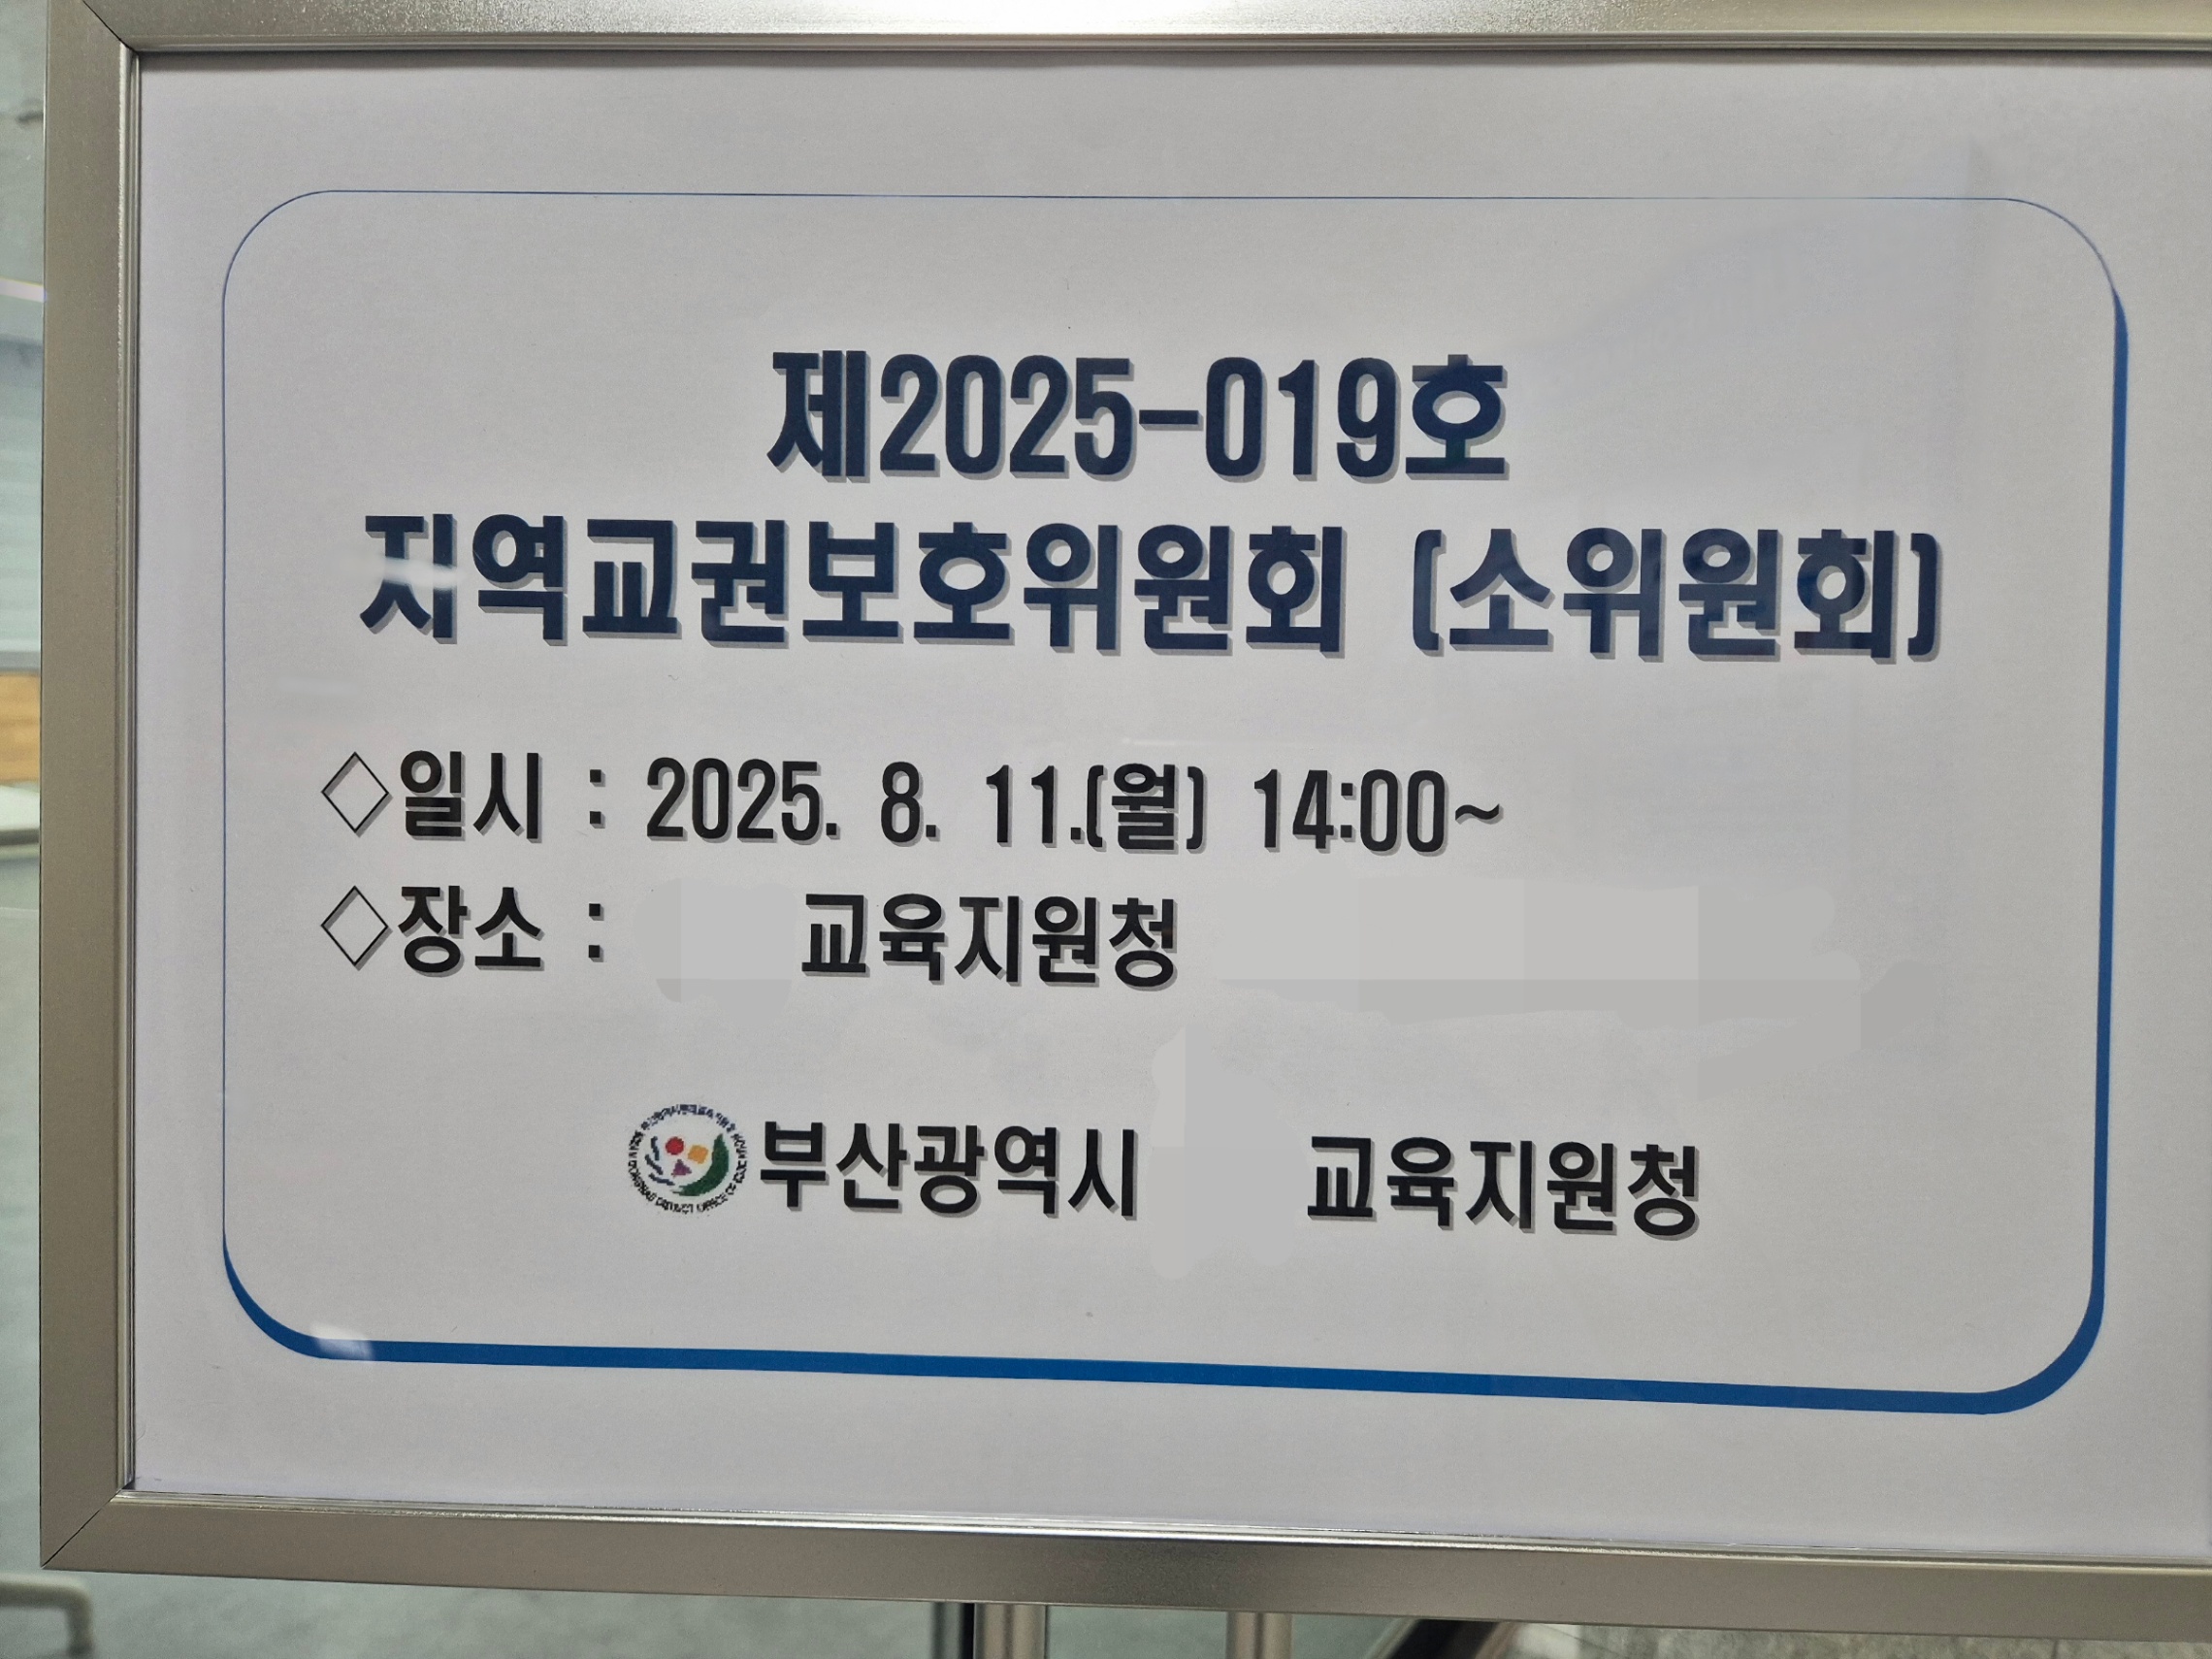 제2025-019호
지역교권보호위원회 (소위원회)
◇일시 : 2025. 8. 11.(월) 14:00~
◇장소 : 교육지원청
부산광역시 교육지원청